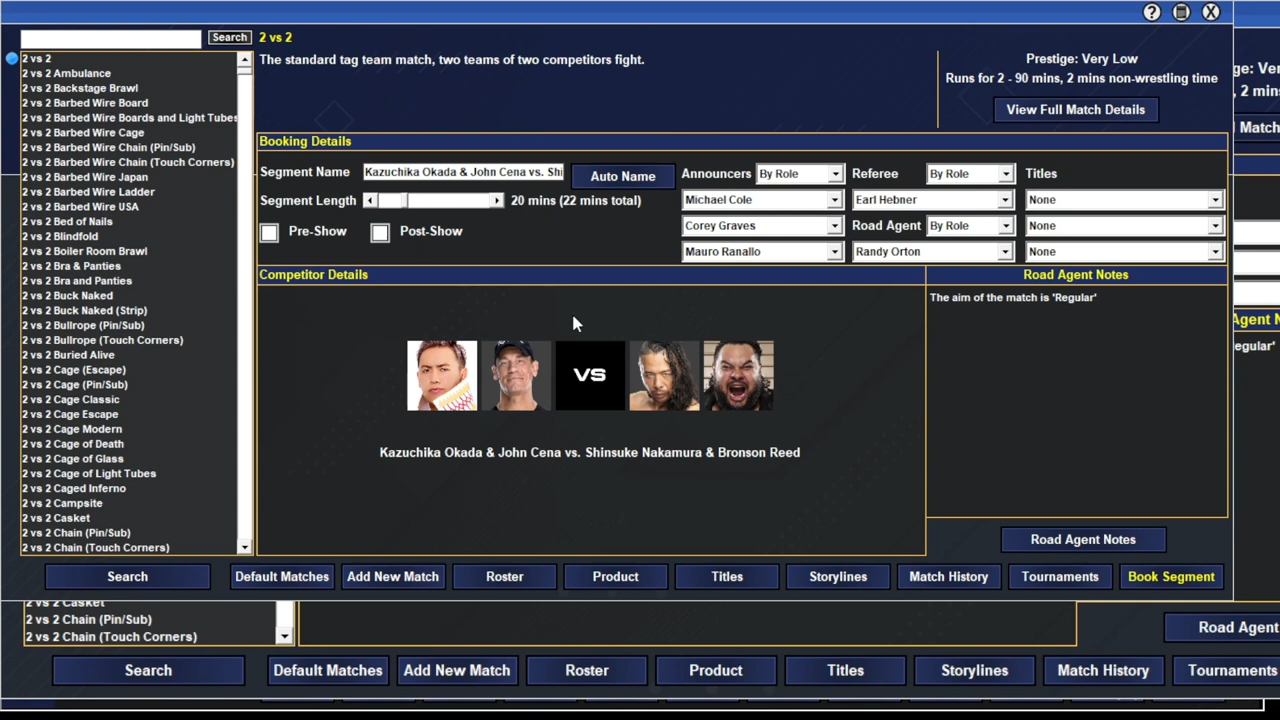 Search
2 vs 2
2 vs 2
2 vs 2 Ambulance
2 vs 2 Backstage Brawl
2 vs 2 Barbed Wire Board
2 vs 2 Barbed Wire Boards and Light Tubes
2 vs 2 Barbed Wire Cage
2 vs 2 Barbed Wire Chain (Pin/Sub)
2 vs 2 Barbed Wire Chain (Touch Corners)
2 vs 2 Barbed Wire Japan
2 vs 2 Barbed Wire Ladder
2 vs 2 Barbed Wire USA
2 vs 2 Bed of Nails
2 vs 2 Blindfold
2 vs 2 Boiler Room Brawl
2 vs 2 Bra & Panties
2 vs 2 Bra and Panties
2 vs 2 Buck Naked
2 vs 2 Buck Naked (Strip)
2 vs 2 Bullrope (Pin/Sub)
2 vs 2 Bullrope (Touch Corners)
2 vs 2 Buried Alive
2 vs 2 Cage (Escape)
2 vs 2 Cage (Pin/Sub)
2 vs 2 Cage Classic
2 vs 2 Cage Escape
2 vs 2 Cage Modern
2 vs 2 Cage of Death
2 vs 2 Cage of Glass
2 vs 2 Cage of Light Tubes
2 vs 2 Caged Inferno
2 vs 2 Campsite
2 vs 2 Casket
2 vs 2 Chain (Pin/Sub)
2 vs 2 Chain (Touch Corners)
The standard tag team match, two teams of two competitors fight.
Prestige: Very Low
Runs for 2 - 90 mins, 2 mins non-wrestling time
View Full Match Details
Booking Details
Segment Name Kazuchika Okada & John Cena vs. Shi Auto Name
Segment Length 20 mins (22 mins total)
Pre-Show Post-Show
Announcers By Role
Michael Cole
Corey Graves
Mauro Ranallo
Referee By Role
Earl Hebner
Road Agent By Role
Randy Orton
Titles
None
None
None
Competitor Details
VS
Kazuchika Okada & John Cena vs. Shinsuke Nakamura & Bronson Reed
Road Agent Notes
The aim of the match is 'Regular'
Road Agent Notes
Search Default Matches Add New Match Roster Product Titles Storylines Match History Tournaments Book Segment
ge: Ver
, 2 mins
Match
Agent N
egular'
2 vs 2 Casket
2 vs 2 Chain (Pin/Sub)
2 vs 2 Chain (Touch Corners)
Road Agent
Search Default Matches Add New Match Roster Product Titles Storylines Match History Tournaments